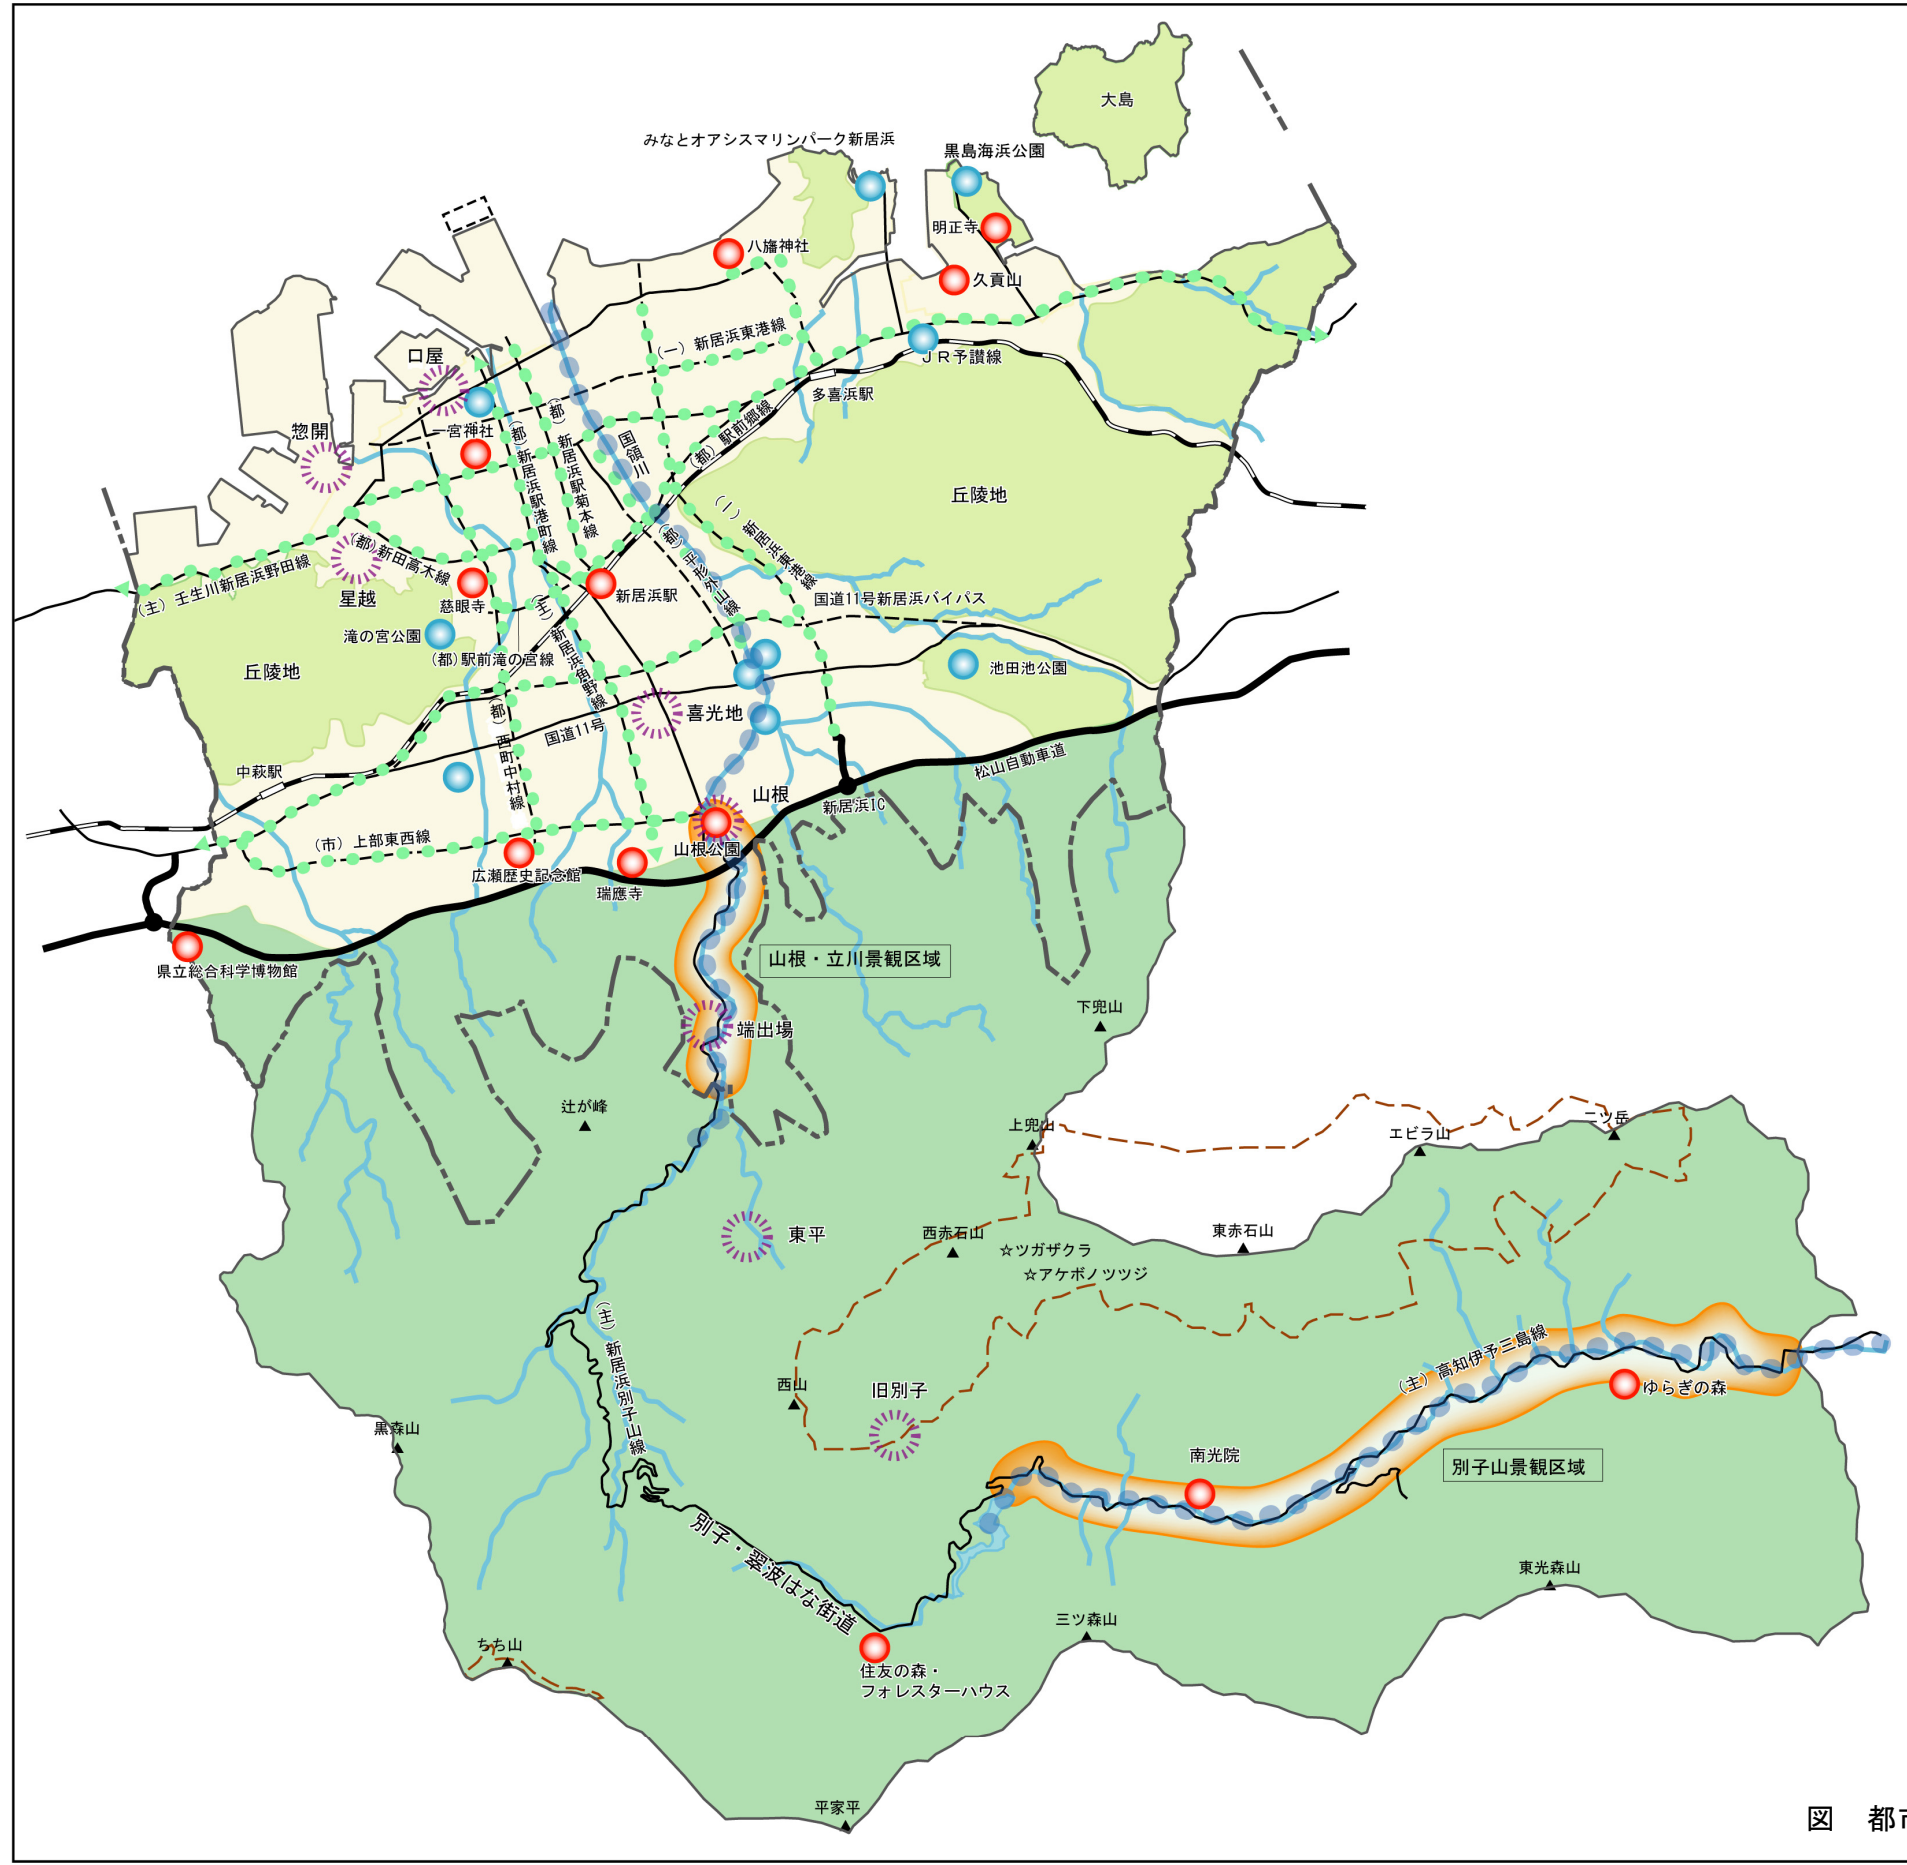 大島
みなとオアシスマリンパーク新居浜
黒島海浜公園
明正寺
八旛神社
久貢山
(一)新居浜東港線
口屋
JR予讃線
多喜浜駅
惣開
一宮神社
(都)新居浜駅港町線
(都)新居浜駅菊本線
国領川
(都)駅前郷線
丘陵地
(一)新居浜東港線
(都)新田高木線
(都)平形外山線
(主)壬生川新居浜野田線
星越
慈眼寺
新居浜駅
国道11号新居浜バイパス
滝の宮公園
(都)駅前滝の宮線
(主)新居浜角野線
丘陵地
池田池公園
喜光地
国道11号
(都)西町中村線
中萩駅
松山自動車道
山根
新居浜IC
(市)上部東西線
山根公園
広瀬歴史記念館
瑞應寺
県立総合科学博物館
山根・立川景観区域
下兜山
端出場
辻が峰
上兜山
エビラ山
二ツ岳
東平
西赤石山
東赤石山
☆ツガザクラ
☆アケボノツツジ
(主)新居浜別子山線
(主)高知伊予三島線
西山
旧別子
ゆらぎの森
黒森山
南光院
別子山景観区域
別子・翠波はな街道
東光森山
三ツ森山
ちち山
住友の森・
フォレスターハウス
平家平
図 都市